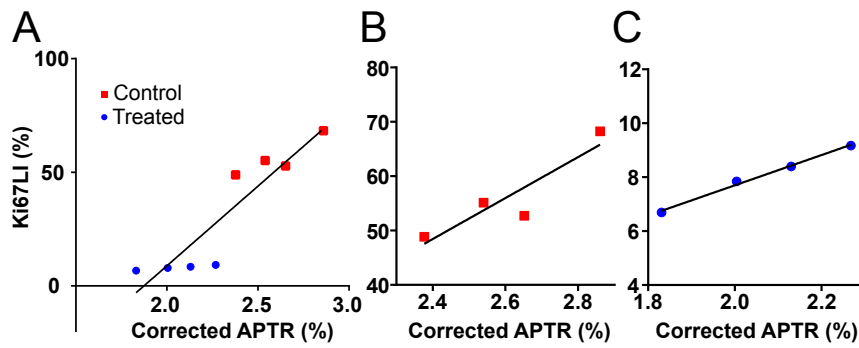 A
B
C
Ki67LI (%)
100
50
0
Control
Treated
2.0
2.5
3.0
Corrected APTR (%)
80
70
60
50
40
2.4
2.6
2.8
Corrected APTR (%)
12
10
8
6
4
1.8
2.0
2.2
Corrected APTR (%)